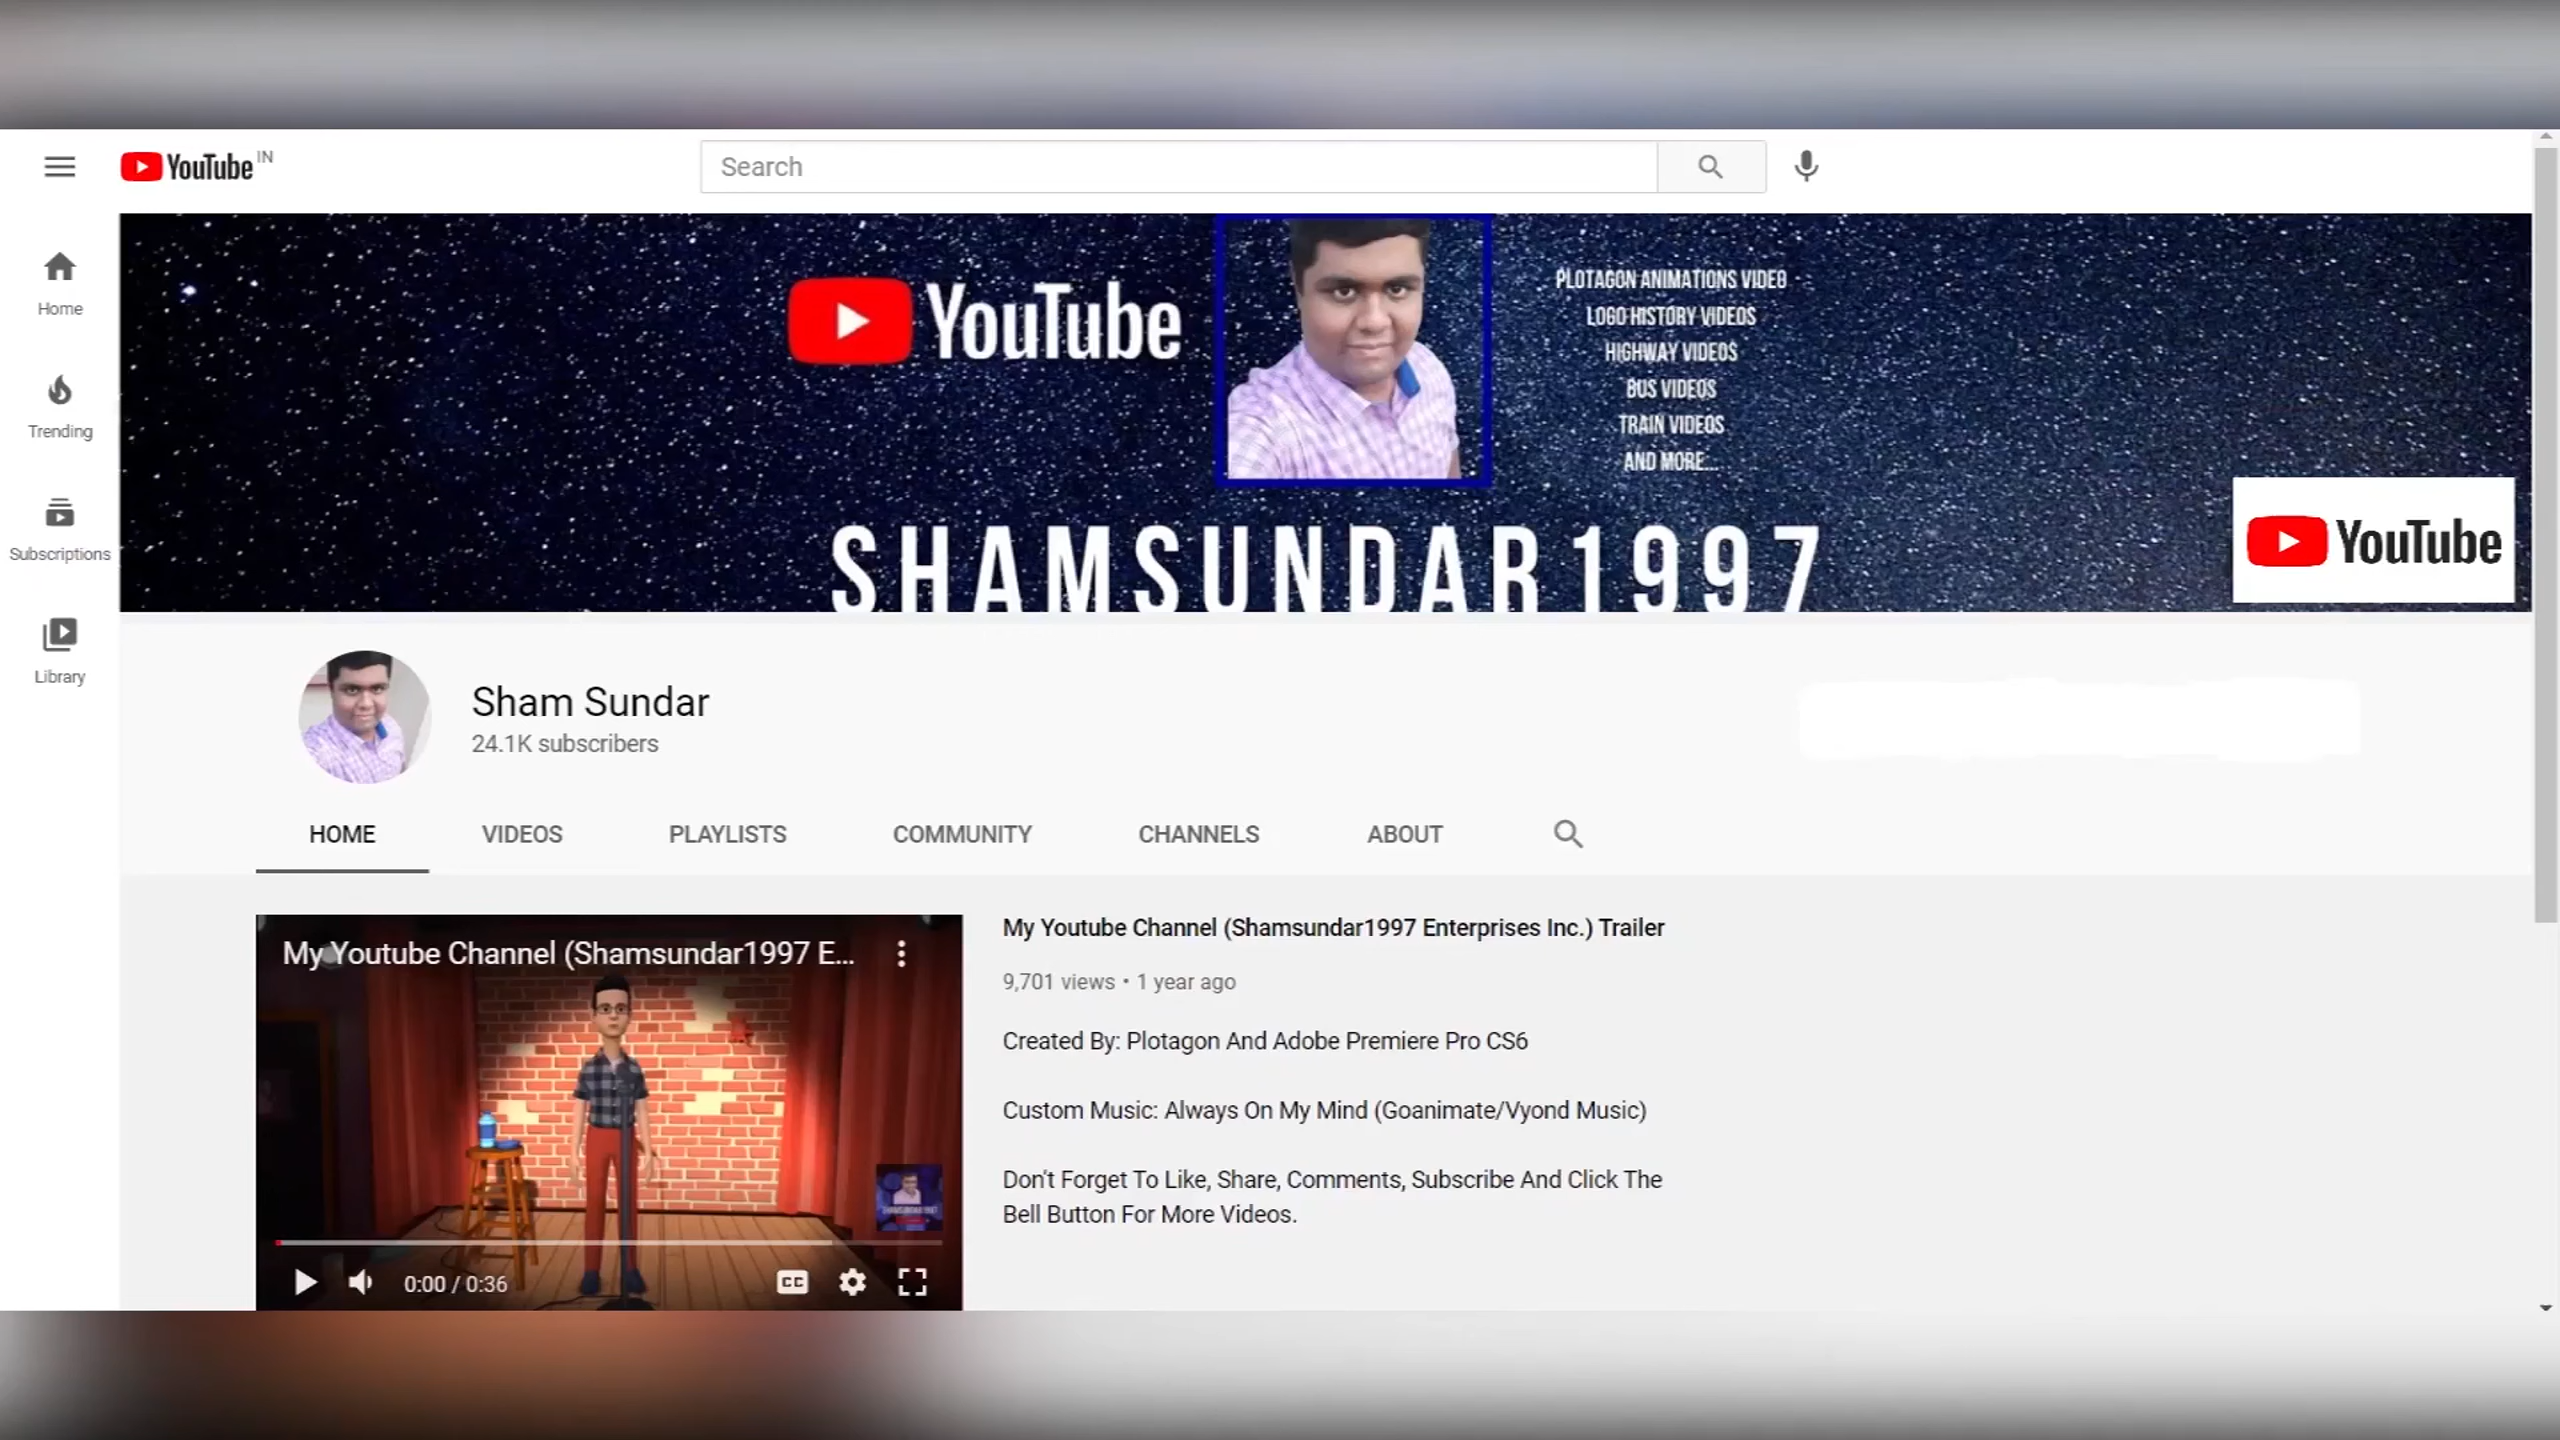 YouTube IN
Search
Home
Trending
Subscriptions
Library
YouTube
PLOTAGON ANIMATIONS VIDEO
LOGO HISTORY VIDEOS
HIGHWAY VIDEOS
BUS VIDEOS
TRAIN VIDEOS
AND MORE...
SHAMSUNDAR1997
YouTube
Sham Sundar
24.1K subscribers
HOME VIDEOS PLAYLISTS COMMUNITY CHANNELS ABOUT
My Youtube Channel (Shamsundar1997 E...
SHAMSUNDAR1997
CC
0:00 / 0:36
My Youtube Channel (Shamsundar1997 Enterprises Inc.) Trailer
9,701 views • 1 year ago
Created By: Plotagon And Adobe Premiere Pro CS6
Custom Music: Always On My Mind (Goanimate/Vyond Music)
Don't Forget To Like, Share, Comments, Subscribe And Click The
Bell Button For More Videos.